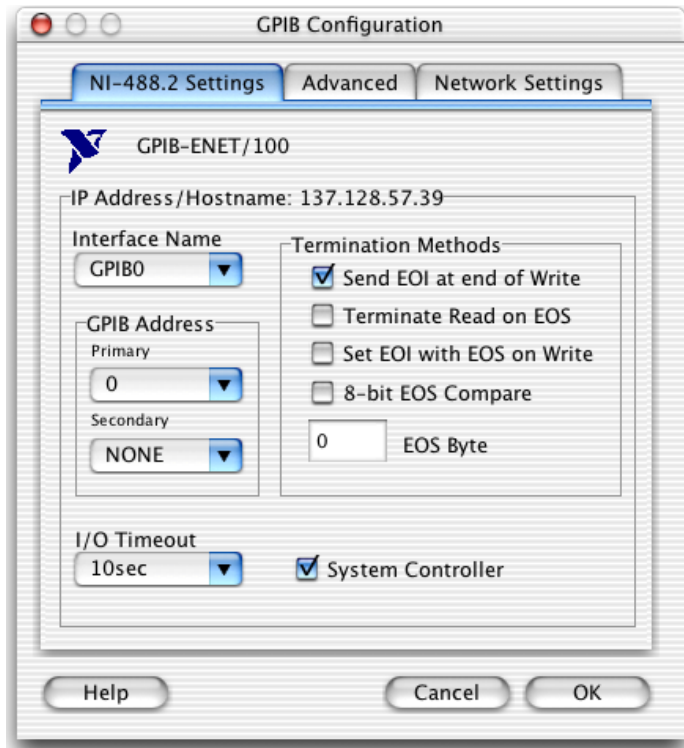 GPIB Configuration
NI-488.2 Settings Advanced Network Settings
GPIB-ENET/100
IP Address/Hostname: 137.128.57.39
Interface Name
GPIB0
GPIB Address
Primary
0
Secondary
NONE
Termination Methods
Send EOI at end of Write
Terminate Read on EOS
Set EOI with EOS on Write
8-bit EOS Compare
0 EOS Byte
I/O Timeout
10sec
System Controller
Help Cancel OK